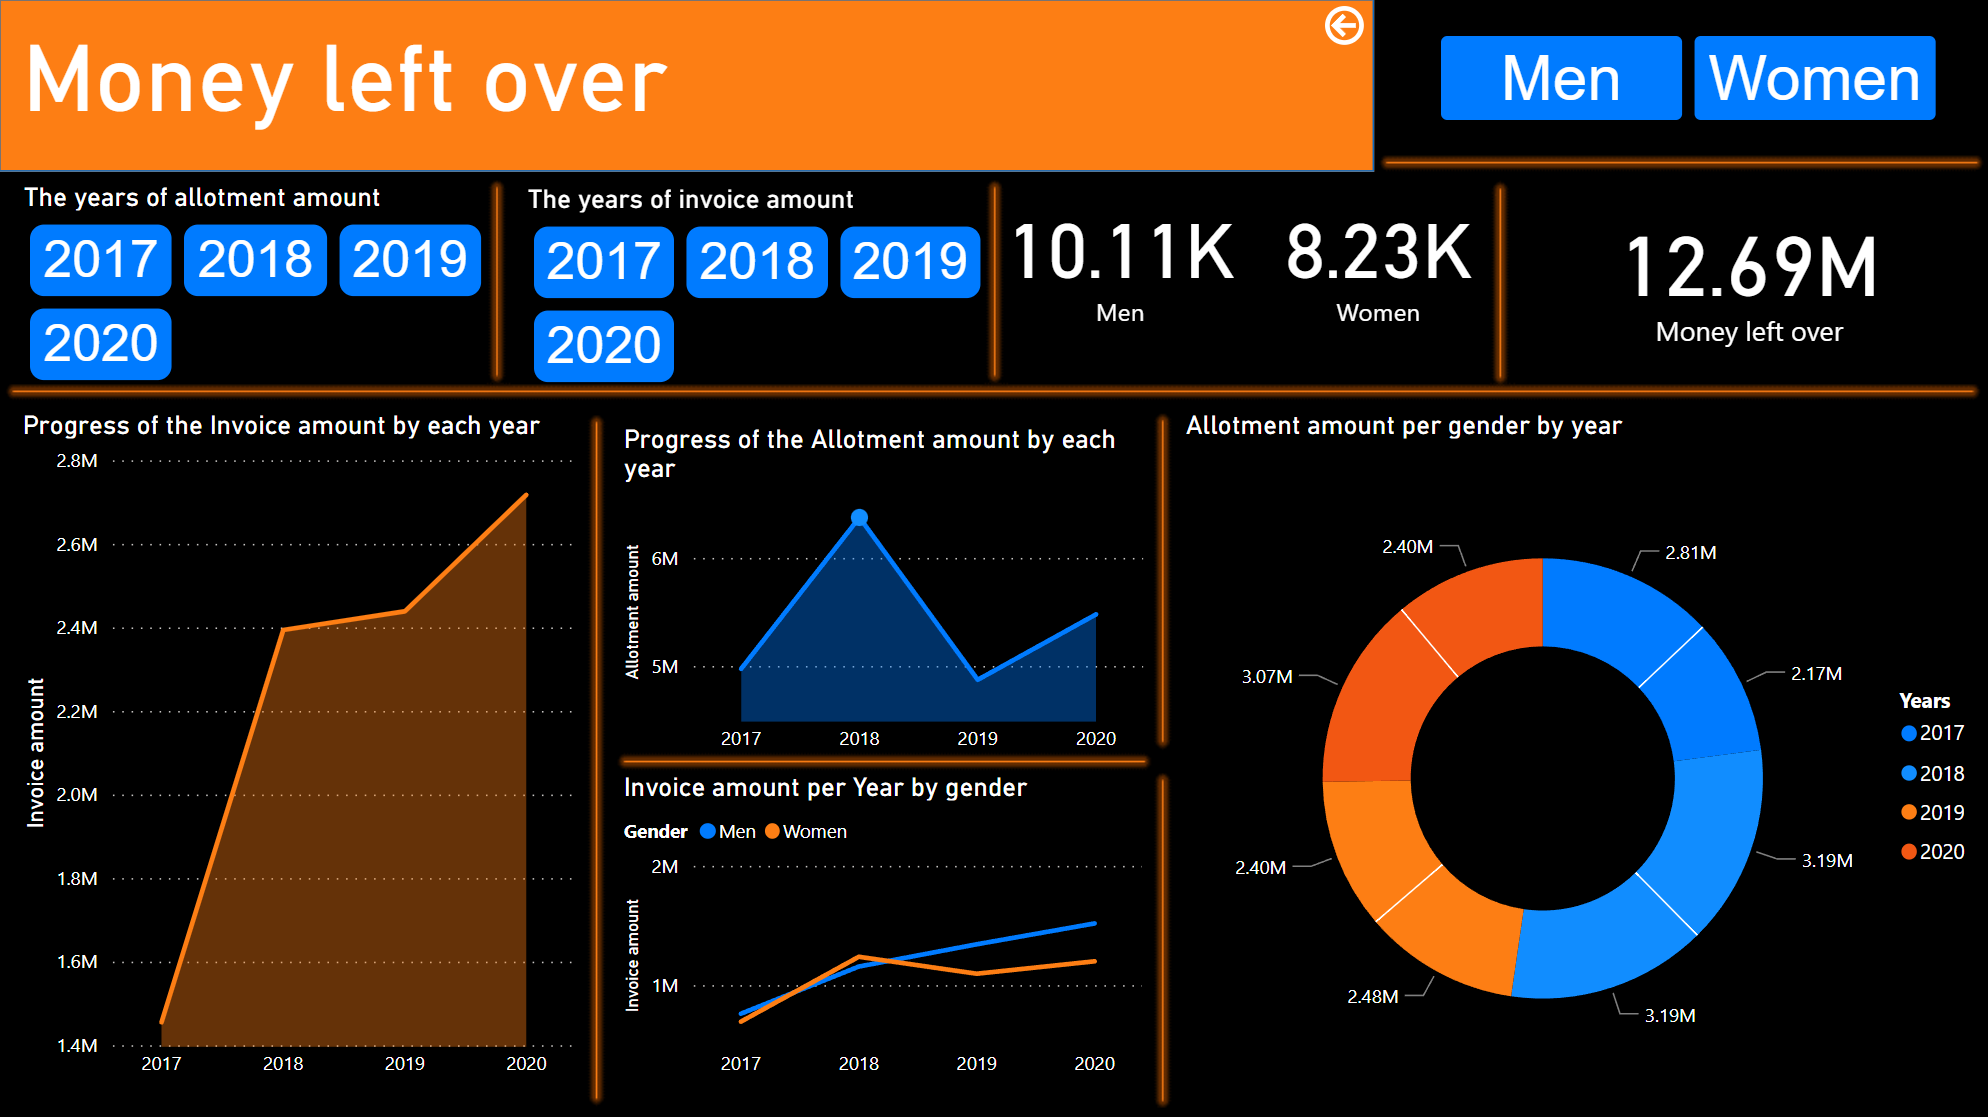 Money left over
Men Women
The years of allotment amount
2017 2018 2019
2020
The years of invoice amount
2017 2018 2019
2020
10.11K
Men
8.23K
Women
12.69M
Money left over
Progress of the Invoice amount by each year
Invoice amount
2.8M
2.6M
2.4M
2.2M
2.0M
1.8M
1.6M
1.4M
2017 2018 2019 2020
Progress of the Allotment amount by each
year
Allotment amount
6M
5M
2017 2018 2019 2020
Invoice amount per Year by gender
Gender Men Women
Invoice amount
2M
1M
2017 2018 2019 2020
Allotment amount per gender by year
2.81M
2.17M
3.19M
3.19M
2.48M
2.40M
3.07M
2.40M
Years
2017
2018
2019
2020